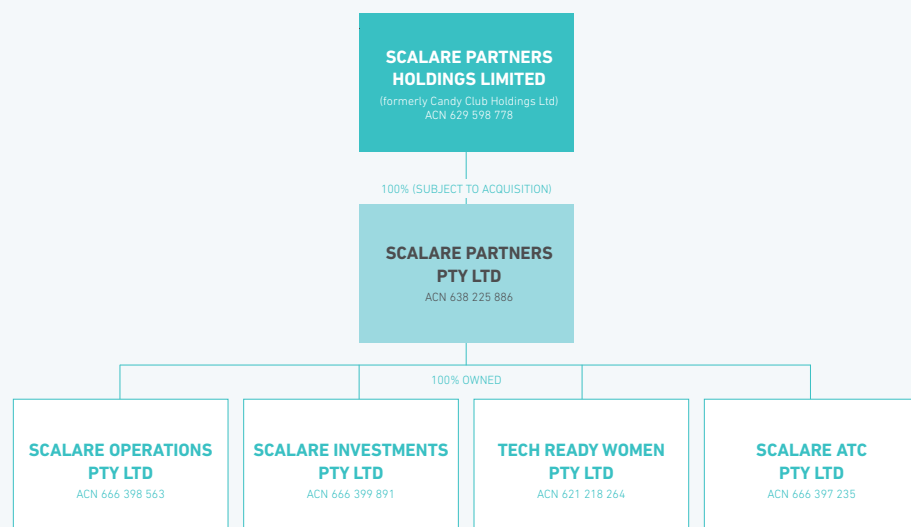 SCALARE PARTNERS
HOLDINGS LIMITED
(formerly Candy Club Holdings Ltd)
ACN 629 598 778
100% (SUBJECT TO ACQUISITION)
SCALARE PARTNERS
PTY LTD
ACN 638 225 886
100% OWNED
SCALARE OPERATIONS
PTY LTD
ACN 666 398 563
SCALARE INVESTMENTS
PTY LTD
ACN 666 399 891
TECH READY WOMEN
PTY LTD
ACN 621 218 264
SCALARE ATC
PTY LTD
ACN 666 397 235